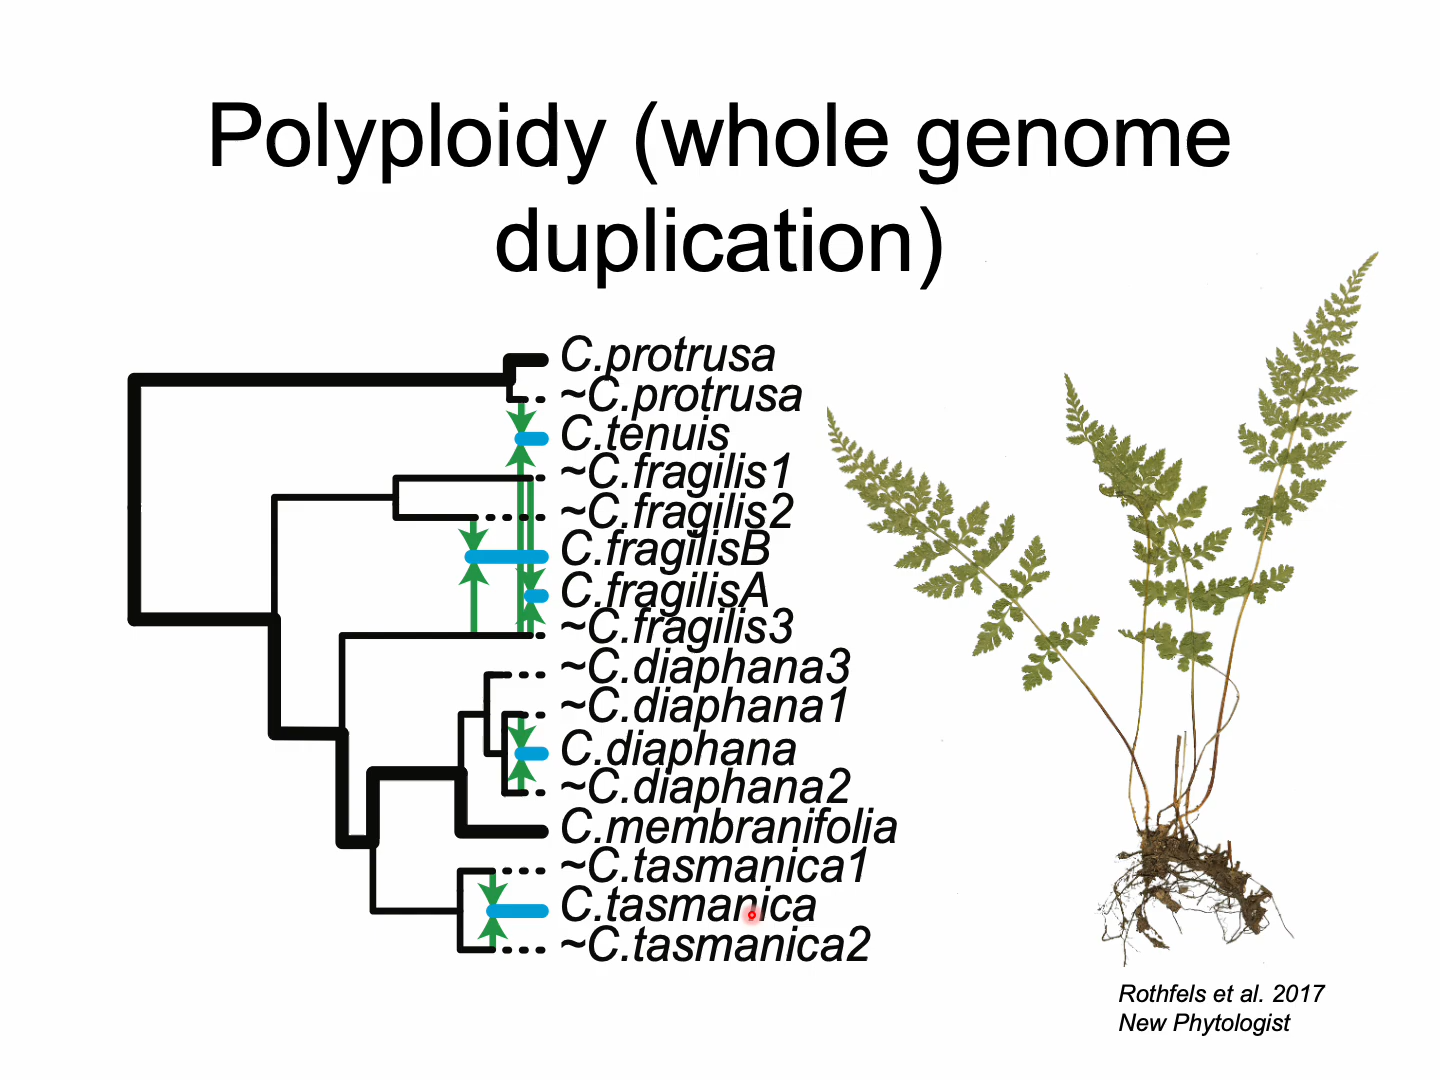 Polyploidy (whole genome
duplication)
C.protrusa
~C.protrusa
C.tenuis
~C.fragilis1
~C.fragilis2
C.fragilisB
C.fragilisA
~C.fragilis3
~C.diaphana3
~C.diaphana1
C.diaphana
~C.diaphana2
C.membranifolia
~C.tasmanica1
C.tasmanica
~C.tasmanica2
Rothfels et al. 2017
New Phytologist